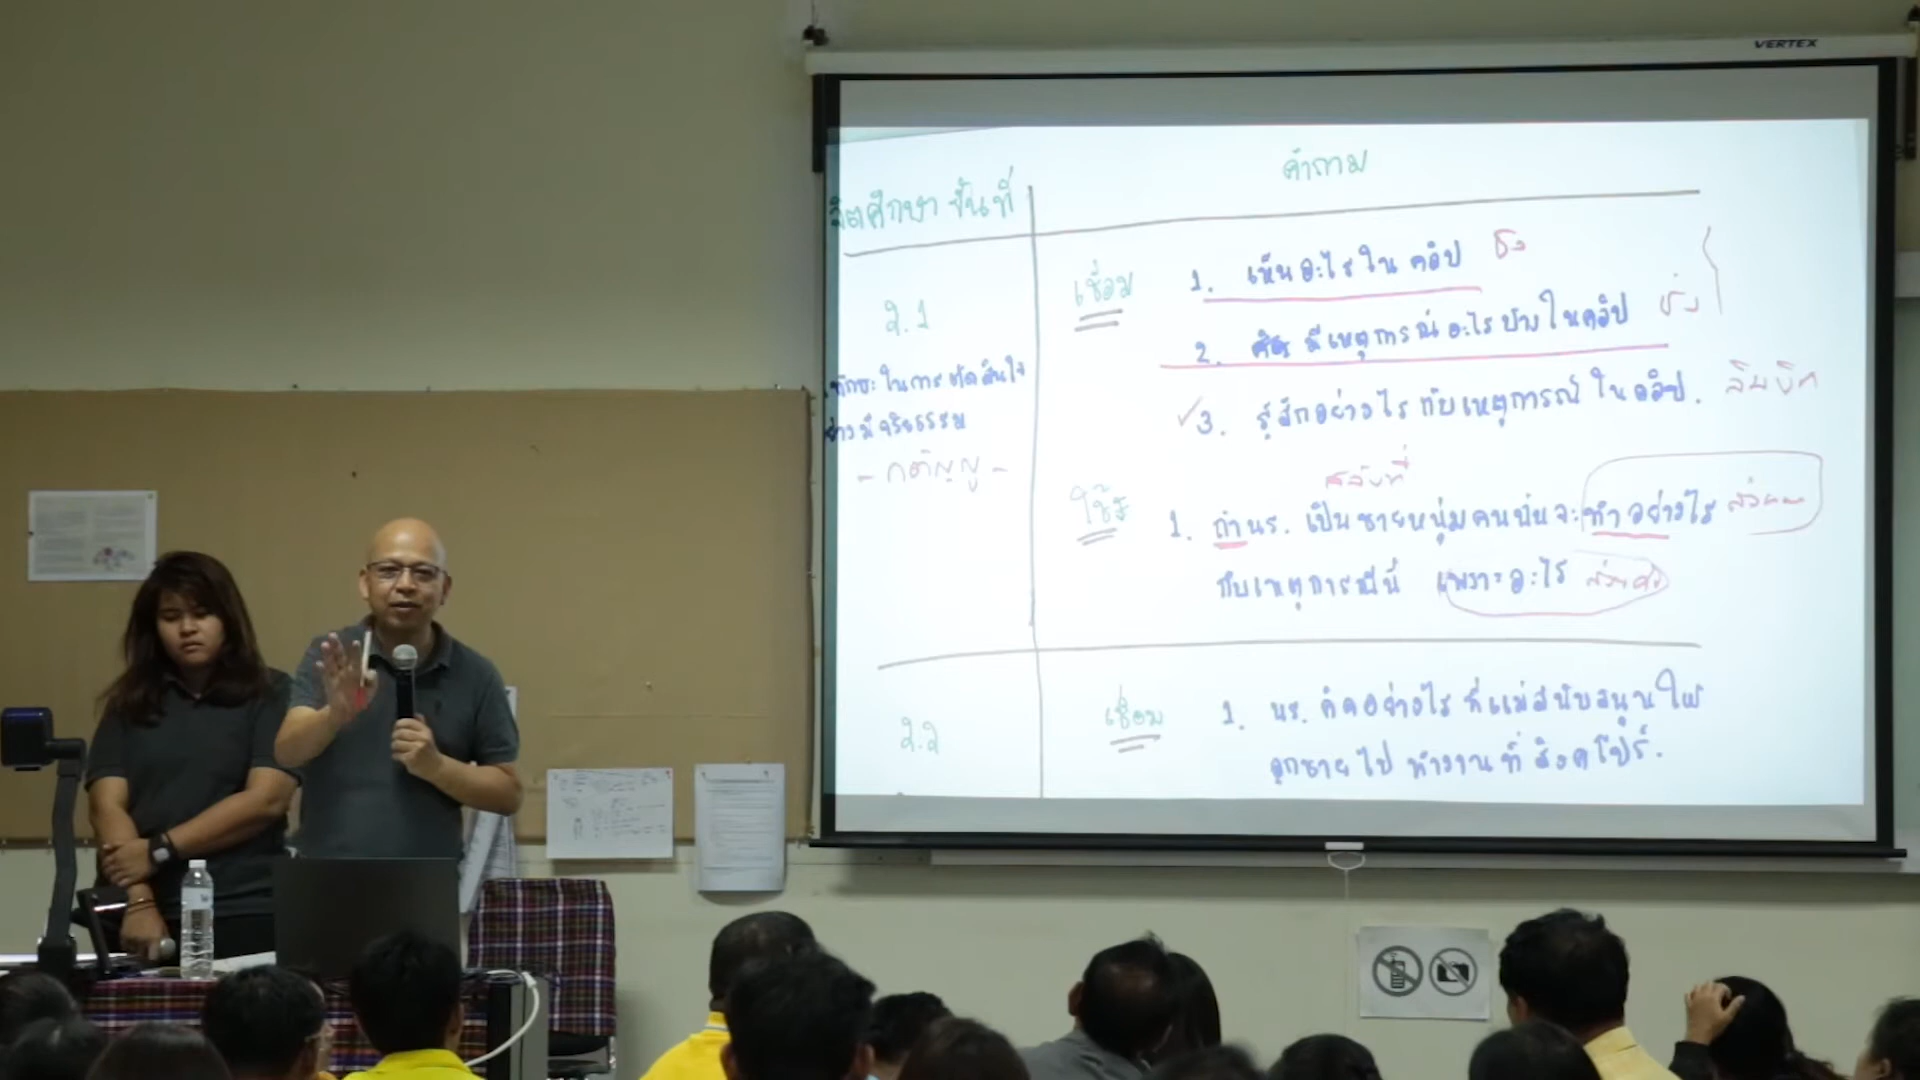 VERTEX
จิตศึกษา ขั้นที่
คำถาม
2.1
ทักษะในการตัดสินใจ
อย่างมีจริยธรรม
- กตัญญู -
เชื่อม
1. เห็นอะไรในคลิป
2. มีเหตุการณ์อะไรบ้างในคลิป
3. รู้สึกอย่างไรกับเหตุการณ์ในคลิป.
ใช้
1. ถ้า นร. เป็นชายหนุ่มคนนั้นจะทำอย่างไร
กับเหตุการณ์นี้ เพราะอะไร
2.2
เชื่อม
1. นร. คิดอย่างไร ที่แม่สนับสนุนให้
ลูกชายไปทำงานที่สิงคโปร์.